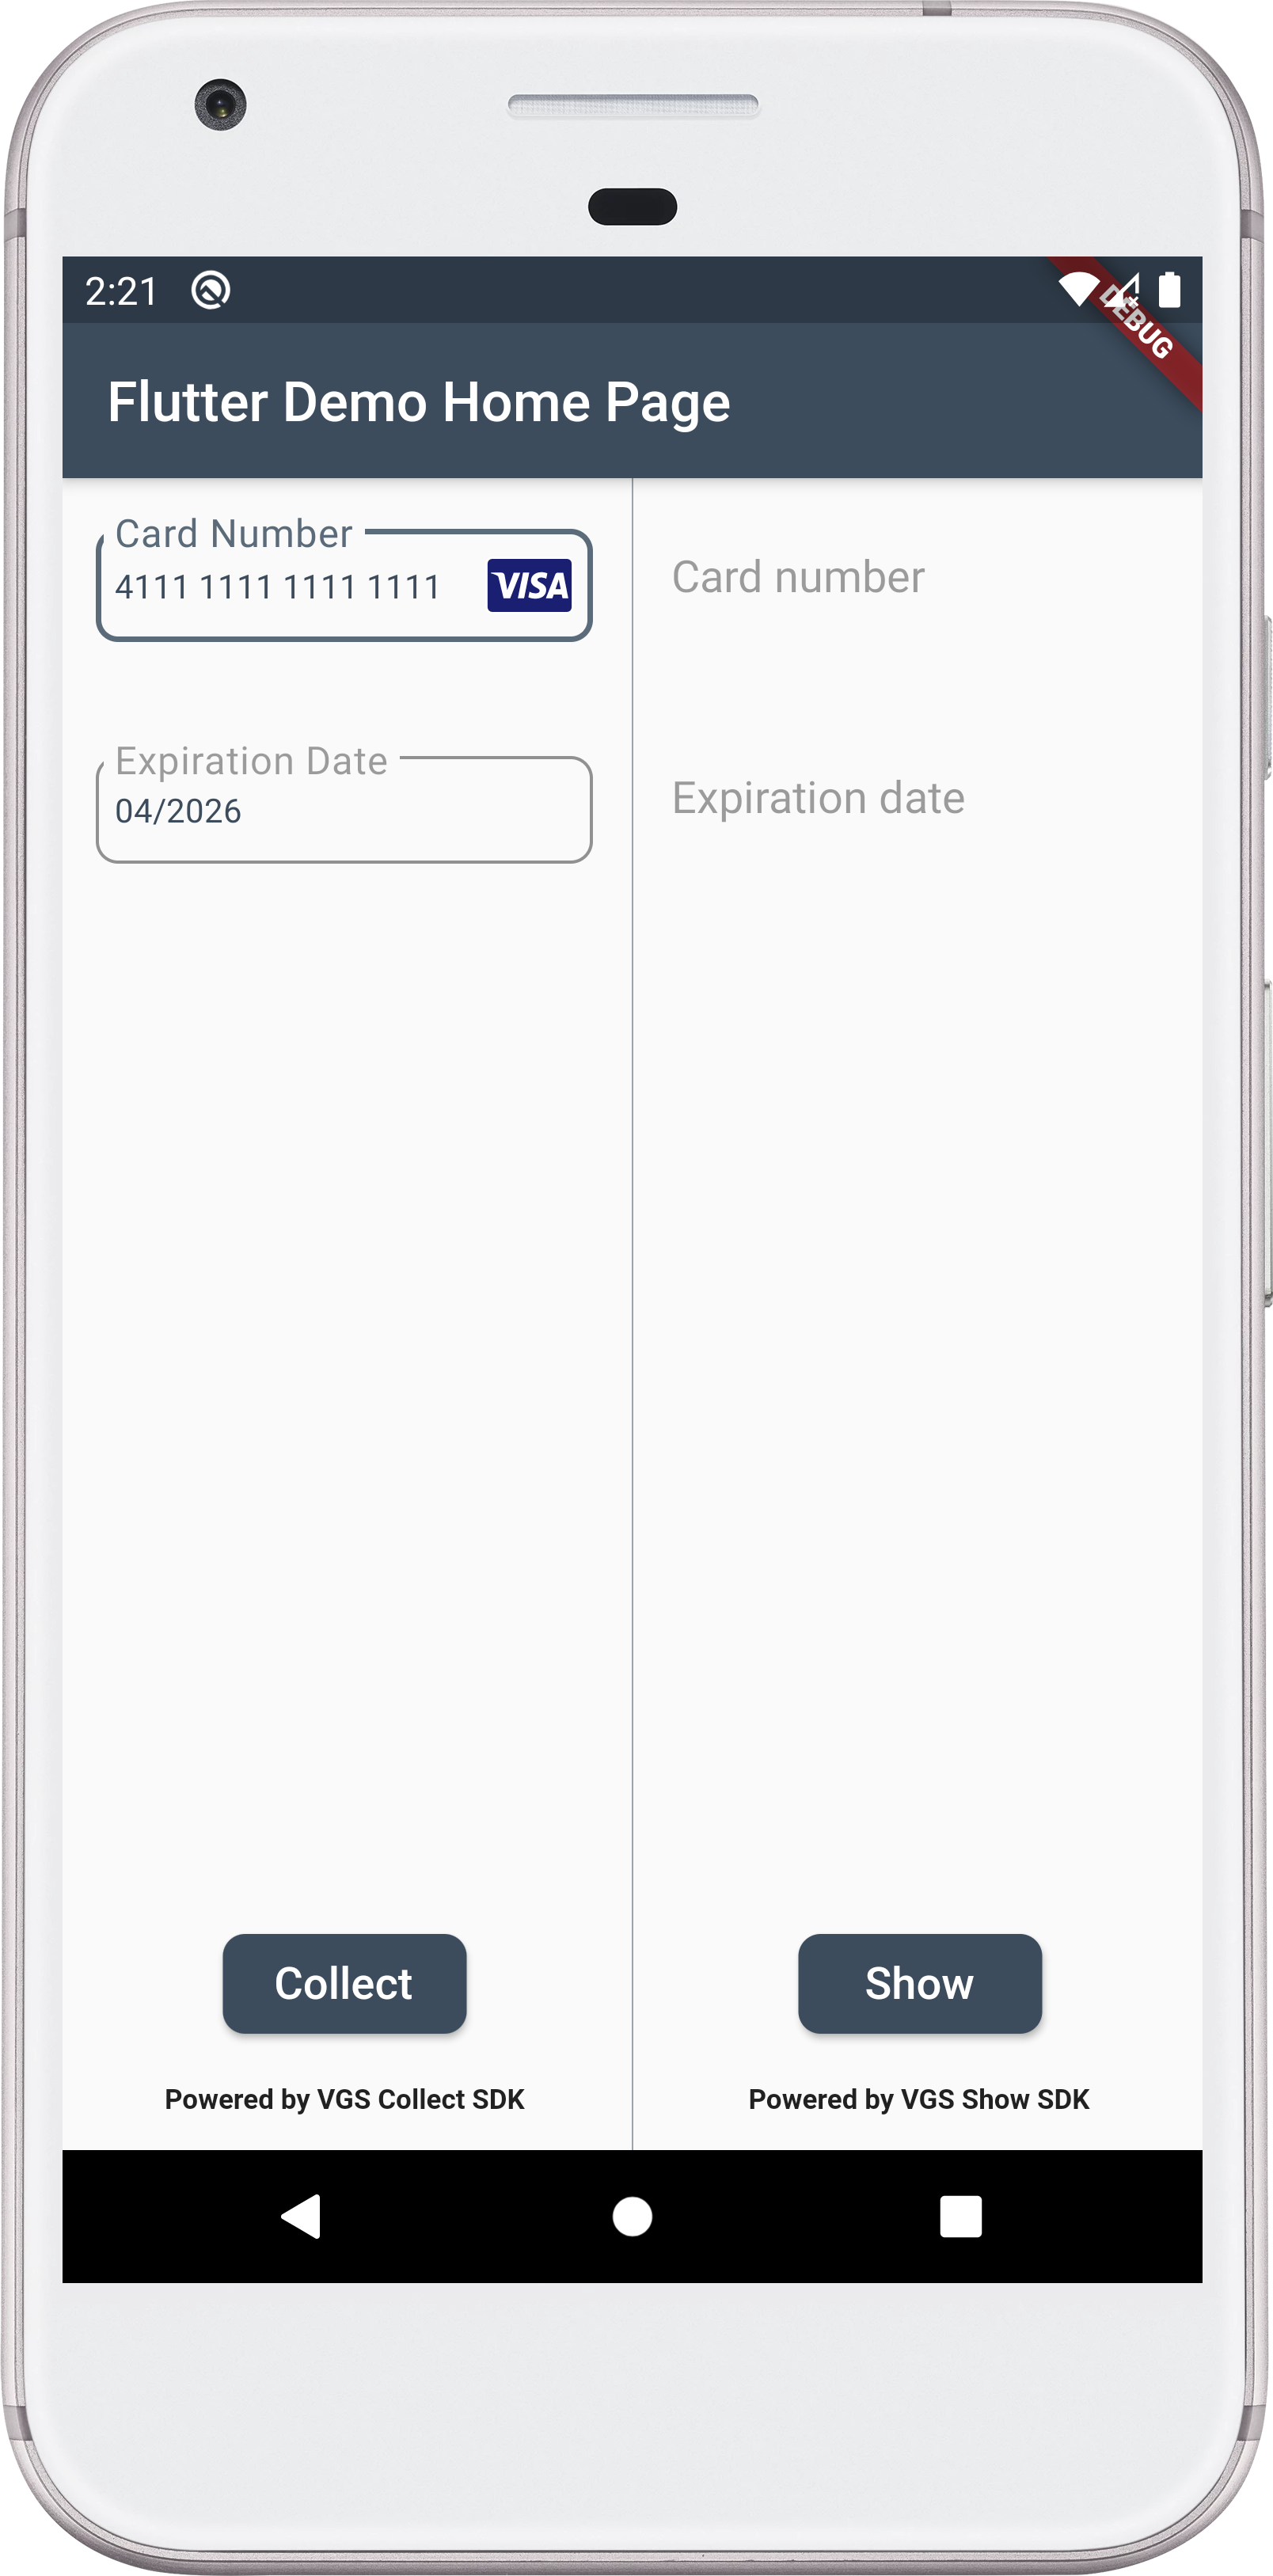 2:21
DEBUG
Flutter Demo Home Page
Card Number
4111 1111 1111 1111
VISA
Expiration Date
04/2026
Card number
Expiration date
Collect
Powered by VGS Collect SDK
Show
Powered by VGS Show SDK